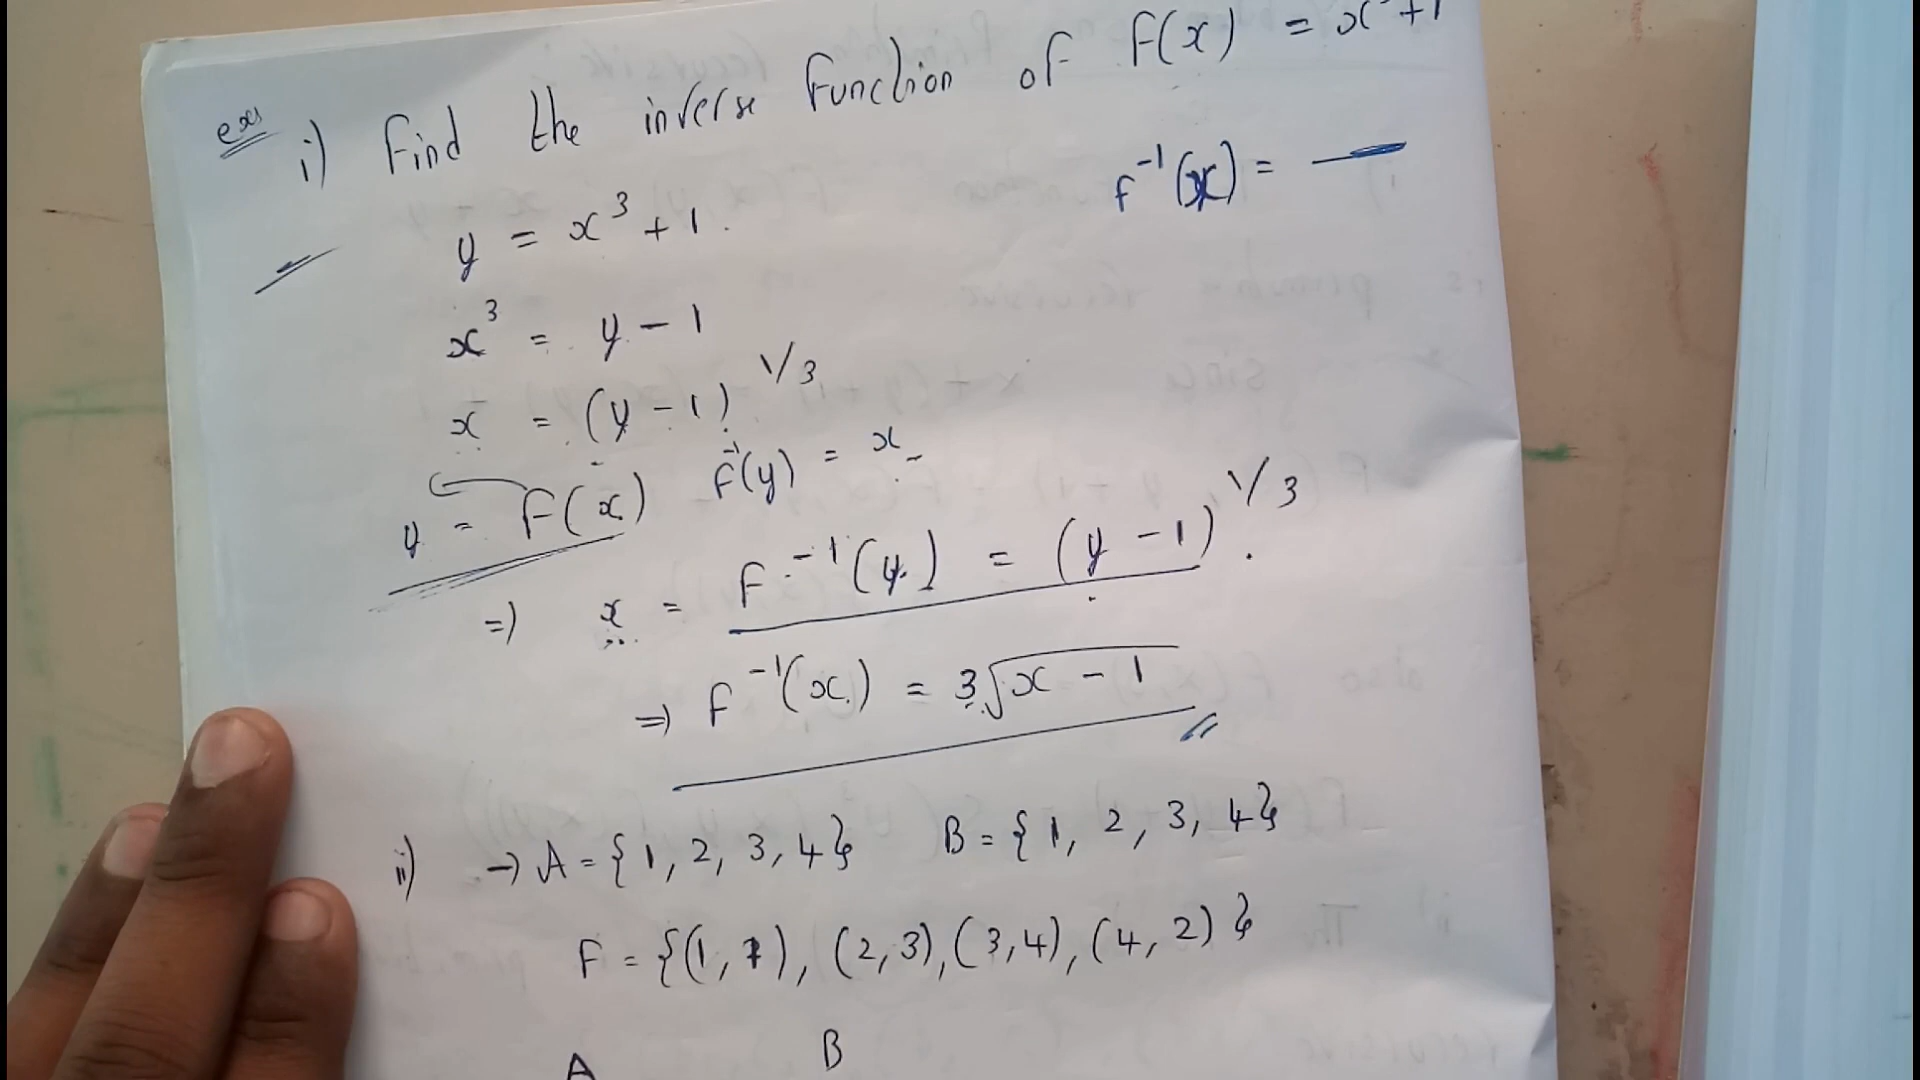 exs i) Find the inverse function of F(x) = x³+1
f⁻¹(x) = —
y = x³ + 1.
x³ = y - 1
x = (y - 1)^1/3
y = F(x) F⁻¹(y) = x
=) x = F⁻¹(y) = (y - 1)^1/3.
=) F⁻¹(x) = 3√x - 1
ii) → A = {1, 2, 3, 4} B = {1, 2, 3, 4}
F = {(1, 1), (2, 3), (3, 4), (4, 2)}
A B